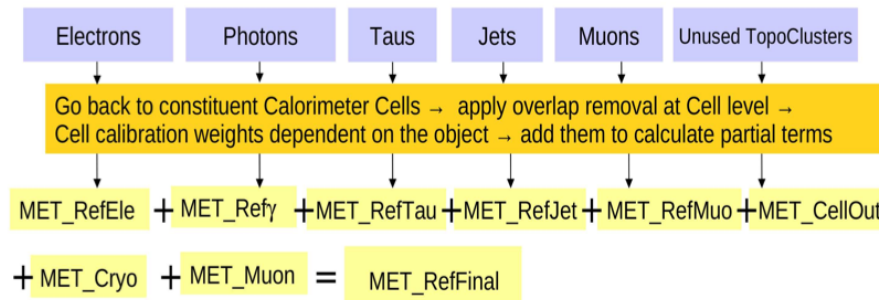 Electrons Photons Taus Jets Muons Unused TopoClusters
Go back to constituent Calorimeter Cells → apply overlap removal at Cell level →
Cell calibration weights dependent on the object → add them to calculate partial terms
MET_RefEle + MET_Refγ + MET_RefTau + MET_RefJet + MET_RefMuo + MET_CellOut
+ MET_Cryo + MET_Muon = MET_RefFinal